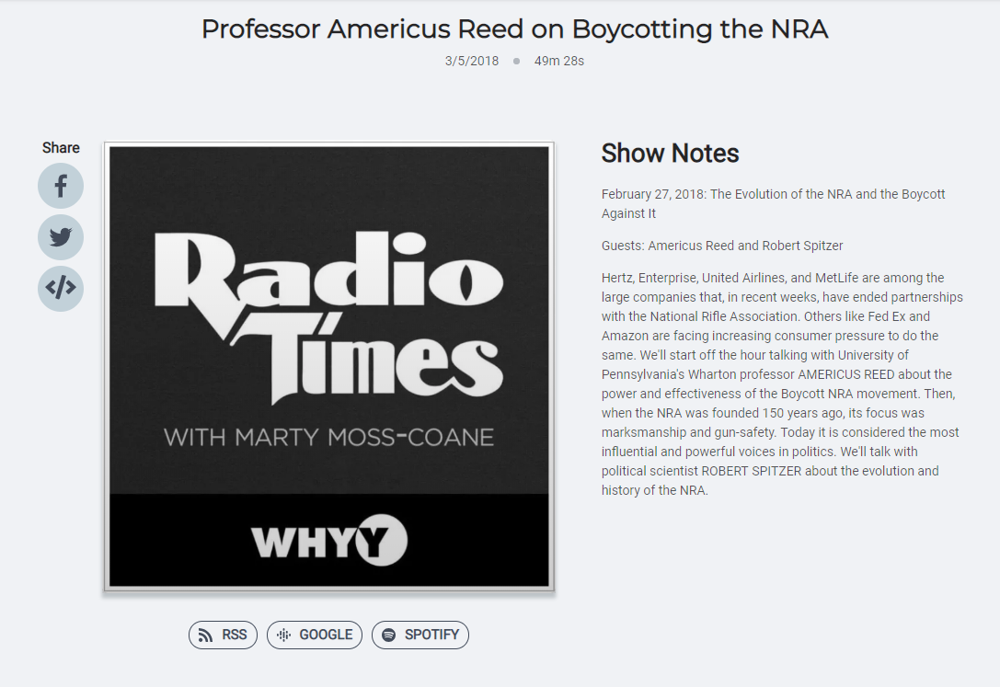 Professor Americus Reed on Boycotting the NRA
3/5/2018 ● 49m 28s
Share
Radio
Times
WITH MARTY MOSS-COANE
WHYY
RSS
GOOGLE
SPOTIFY
Show Notes
February 27, 2018: The Evolution of the NRA and the Boycott
Against It
Guests: Americus Reed and Robert Spitzer
Hertz, Enterprise, United Airlines, and MetLife are among the
large companies that, in recent weeks, have ended partnerships
with the National Rifle Association. Others like Fed Ex and
Amazon are facing increasing consumer pressure to do the
same. We'll start off the hour talking with University of
Pennsylvania's Wharton professor AMERICUS REED about the
power and effectiveness of the Boycott NRA movement. Then,
when the NRA was founded 150 years ago, its focus was
marksmanship and gun-safety. Today it is considered the most
influential and powerful voices in politics. We'll talk with
political scientist ROBERT SPITZER about the evolution and
history of the NRA.